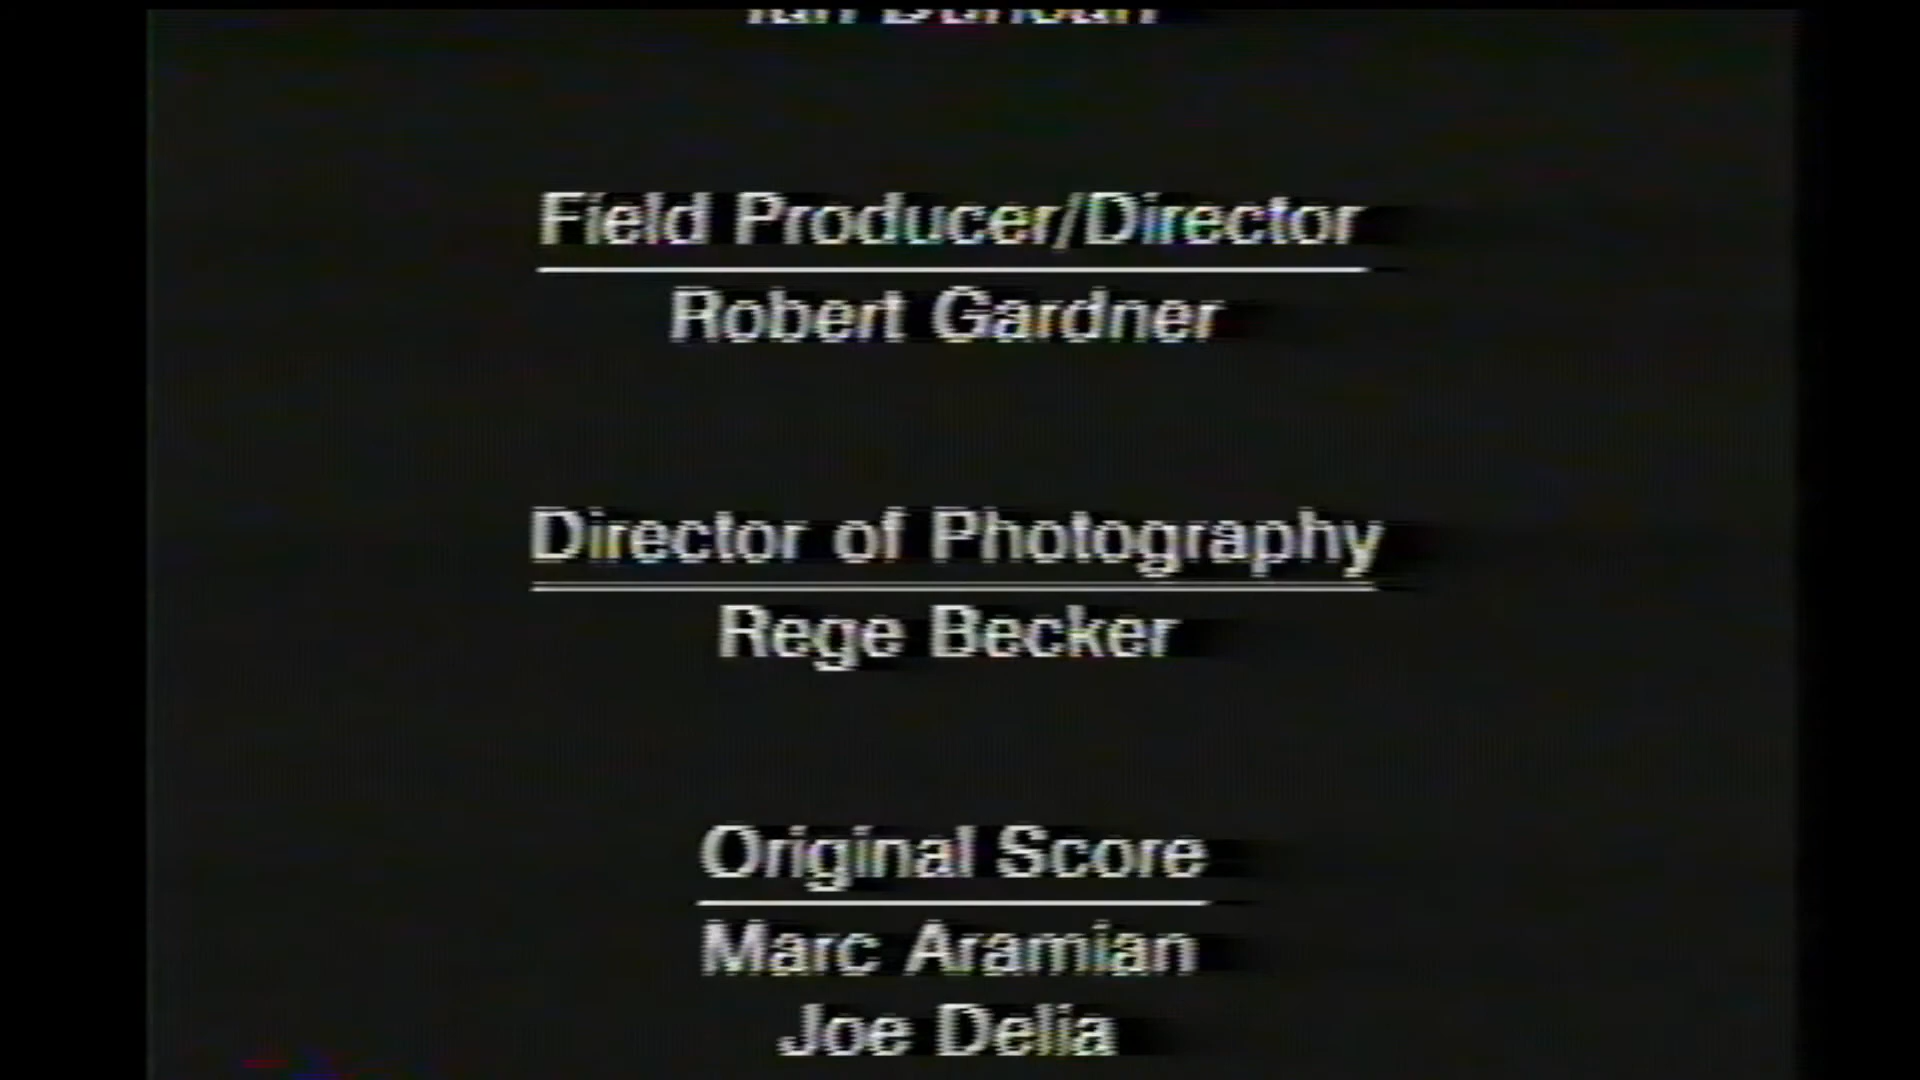 Field Producer/Director
Robert Gardner
Director of Photography
Rege Becker
Original Score
Marc Aramian
Joe Delia